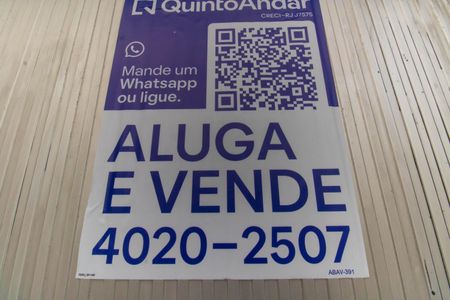 QuintoAndar
CRECI-RJ J7575
Mande um
Whatsapp
ou ligue.
ALUGA
E VENDE
4020-2507
ABAV-391